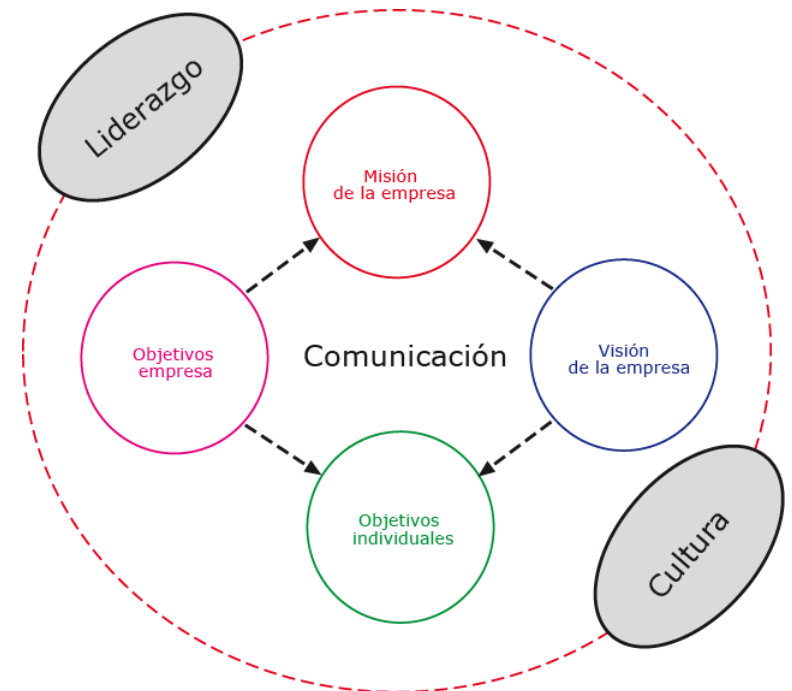 Liderazgo
Misión
de la empresa
Objetivos
empresa
Comunicación
Visión
de la empresa
Objetivos
individuales
Cultura